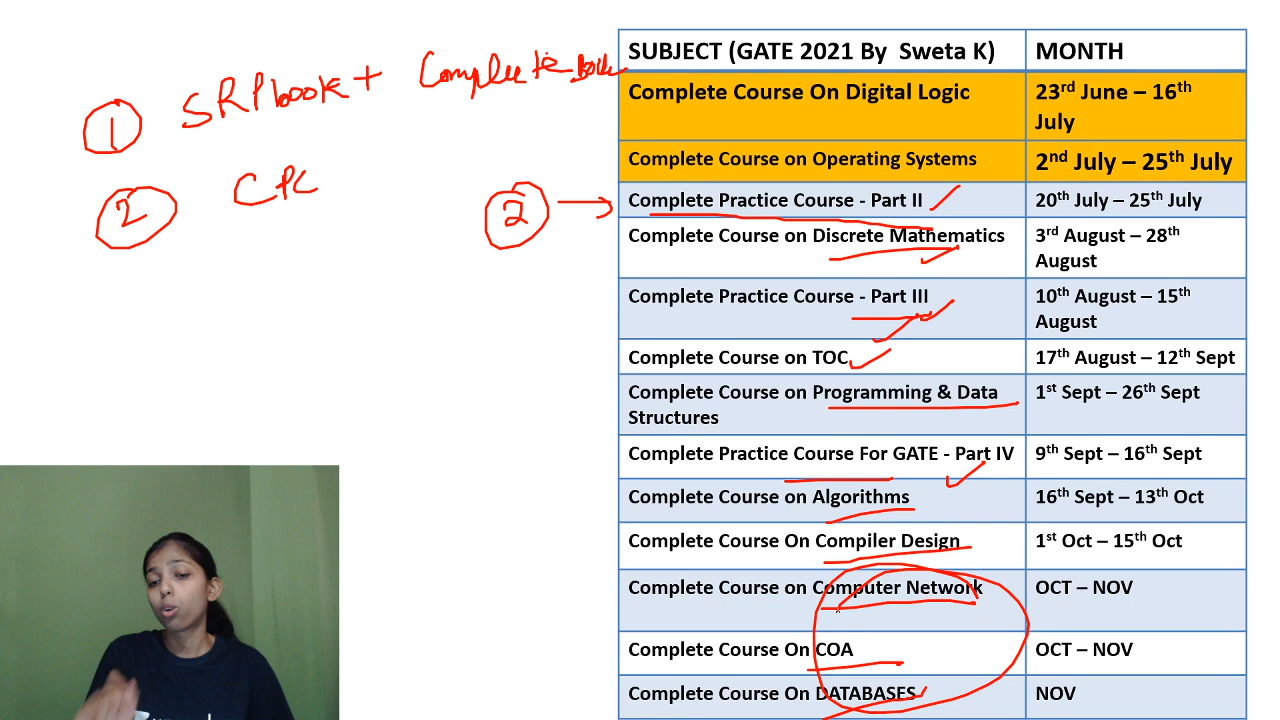 ① SRP book + Complete
② CPC
② →
SUBJECT (GATE 2021 By Sweta K) MONTH
Complete Course On Digital Logic 23rd June – 16th
July
Complete Course on Operating Systems 2nd July – 25th July
Complete Practice Course - Part II 20th July – 25th July
Complete Course on Discrete Mathematics 3rd August – 28th
August
Complete Practice Course - Part III 10th August – 15th
August
Complete Course on TOC 17th August – 12th Sept
Complete Course on Programming & Data 1st Sept – 26th Sept
Structures
Complete Practice Course For GATE - Part IV 9th Sept – 16th Sept
Complete Course on Algorithms 16th Sept – 13th Oct
Complete Course On Compiler Design 1st Oct – 15th Oct
Complete Course on Computer Network OCT – NOV
Complete Course On COA OCT – NOV
Complete Course On DATABASES NOV